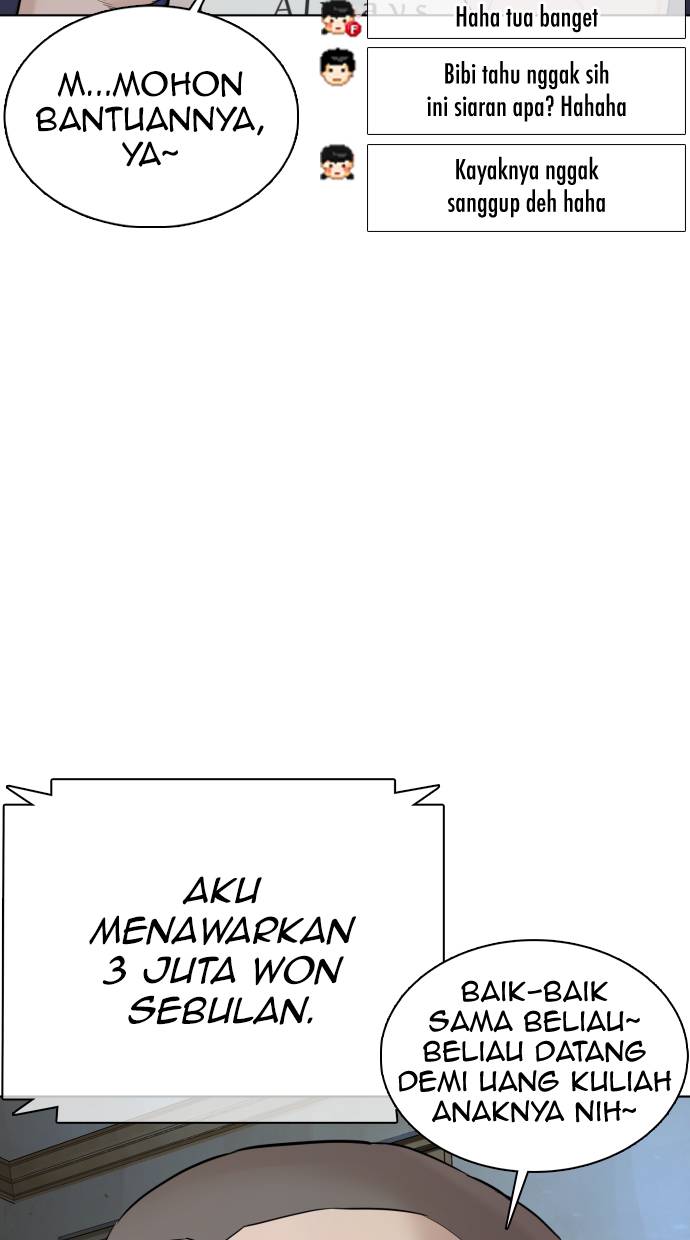 Always
Haha tua banget
M...MOHON
BANTUANNYA,
YA~
Bibi tahu nggak sih
ini siaran apa? Hahaha
Kayaknya nggak
sanggup deh haha
AKU
MENAWARKAN
3 JUTA WON
SEBULAN.
BAIK-BAIK
SAMA BELIAU~
BELIAU DATANG
DEMI UANG KULIAH
ANAKNYA NIH~